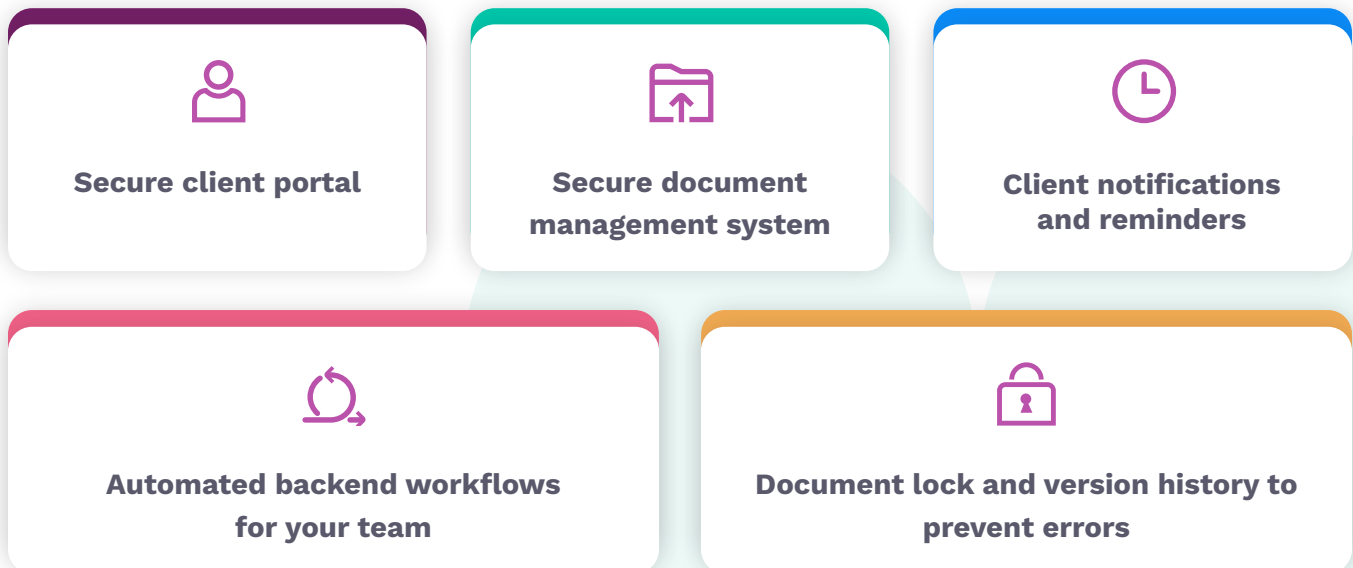 Secure client portal
Secure document
management system
Client notifications
and reminders
Automated backend workflows
for your team
Document lock and version history to
prevent errors